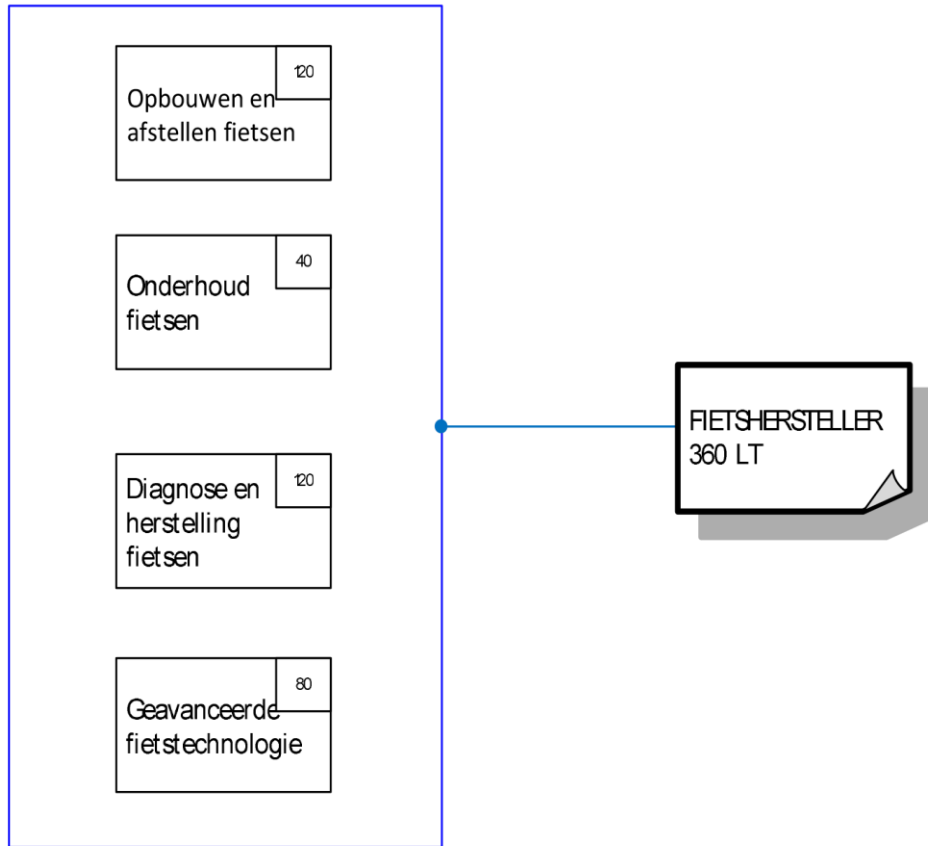 120
Opbouwen en
afstellen fietsen
40
Onderhoud
fietsen
120
Diagnose en
herstelling
fietsen
80
Geavanceerde
fietstechnologie
FIETSHERSTELLER
360 LT